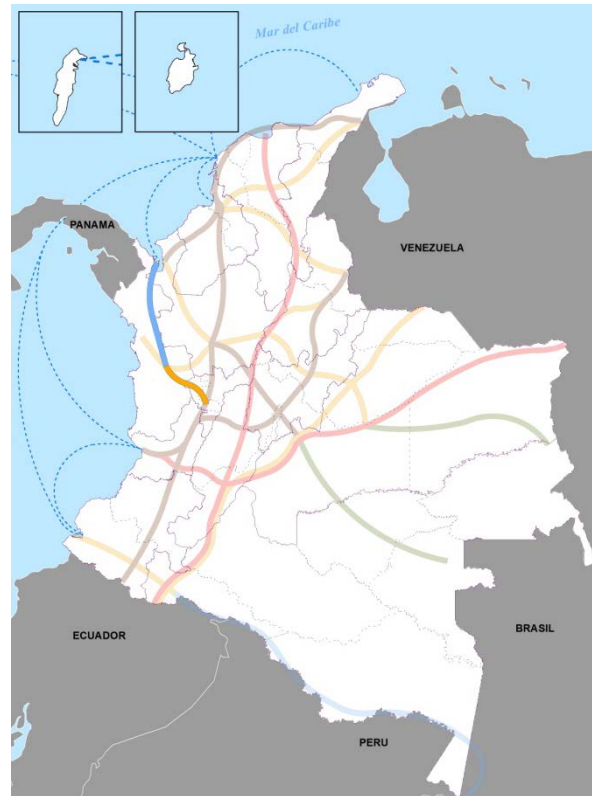 Mar del Caribe
PANAMA
VENEZUELA
ECUADOR
BRASIL
PERU